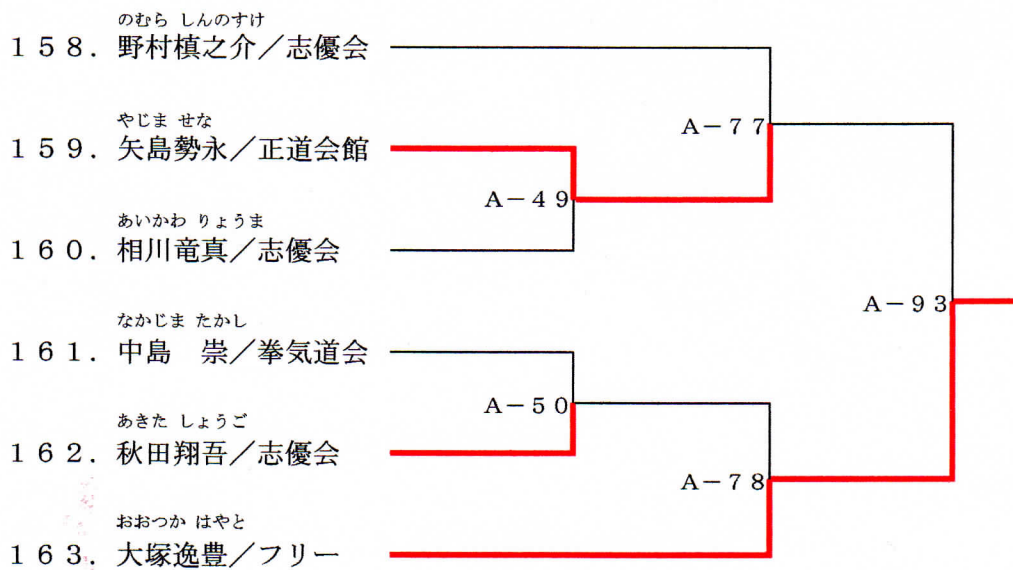 のむら しんのすけ
158. 野村槙之介／志優会
A－77
やじま せな
159. 矢島勢永／正道会館
A－49
あいかわ りょうま
160. 相川竜真／志優会
A－93
なかじま たかし
161. 中島　崇／拳気道会
A－50
あきた しょうご
162. 秋田翔吾／志優会
A－78
おおつか はやと
163. 大塚逸豊／フリー